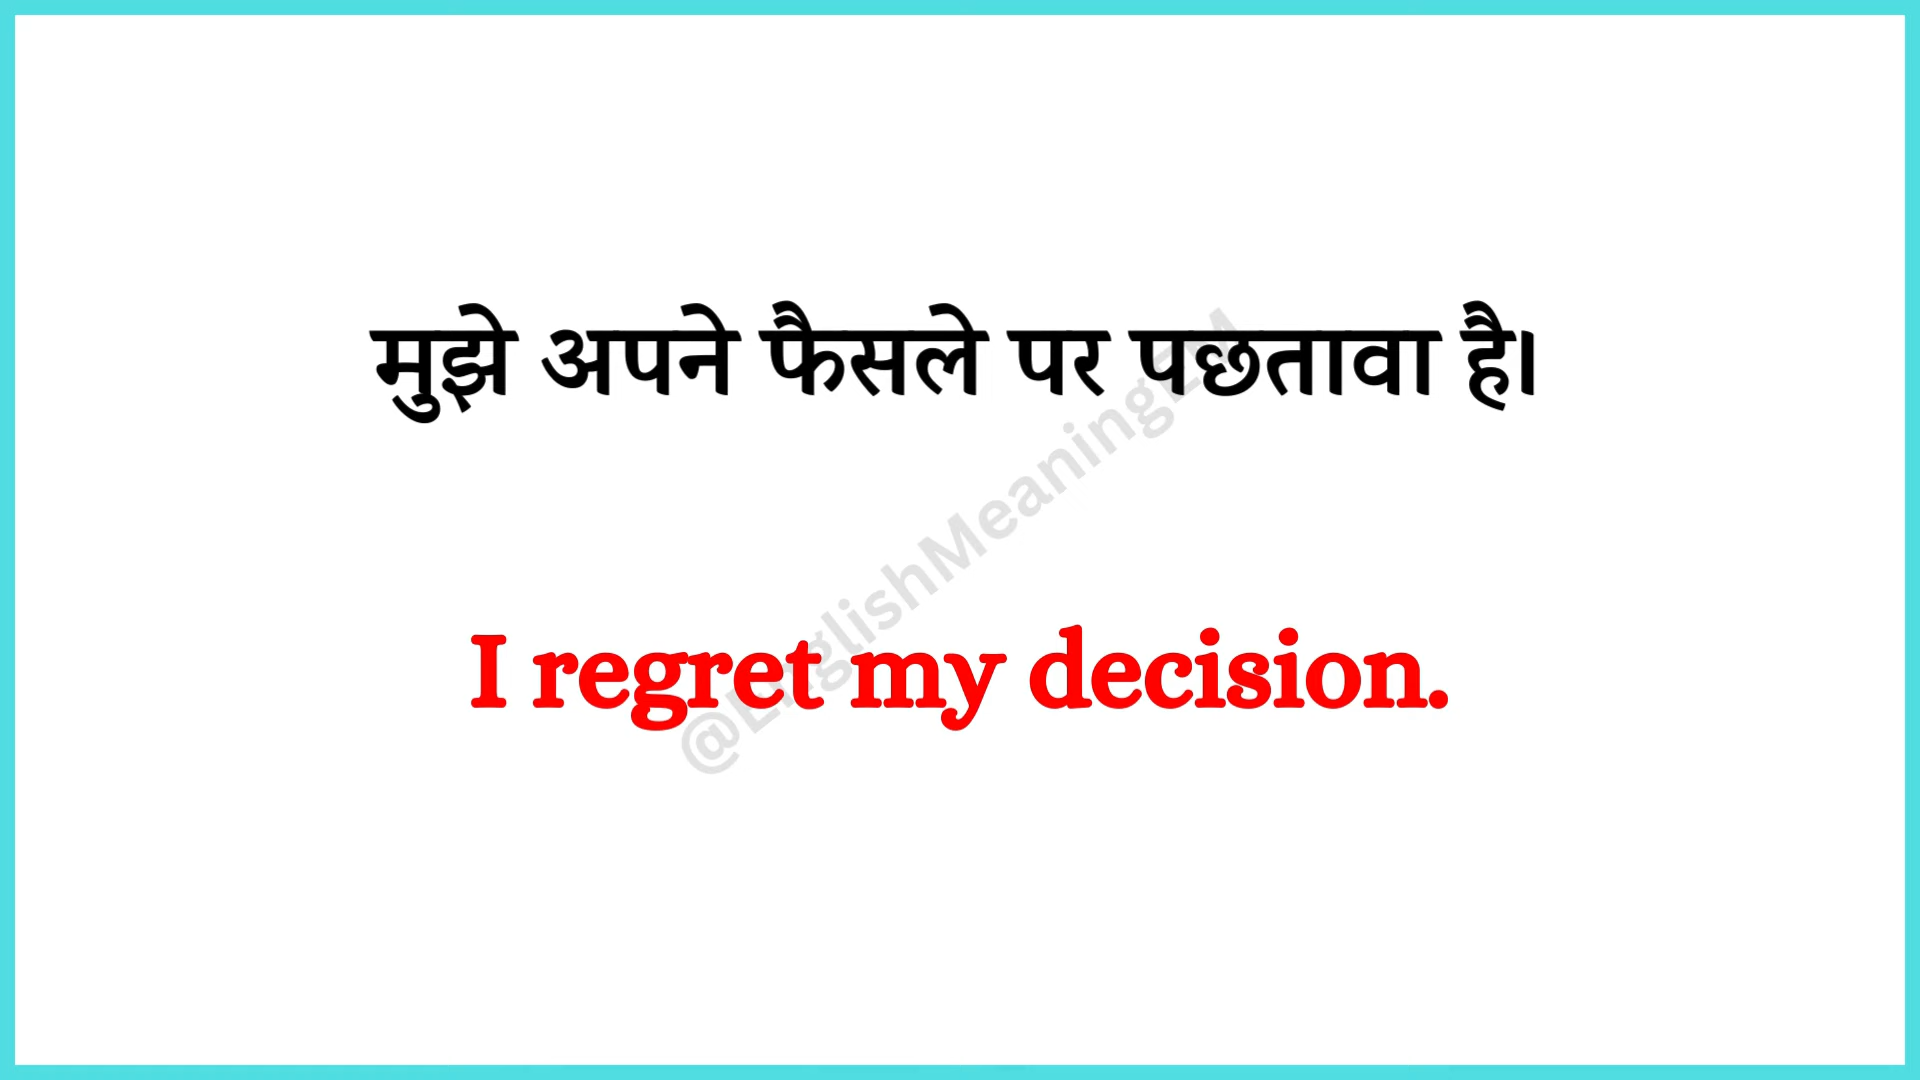 मुझे अपने फैसले पर पछतावा है।
I regret my decision.